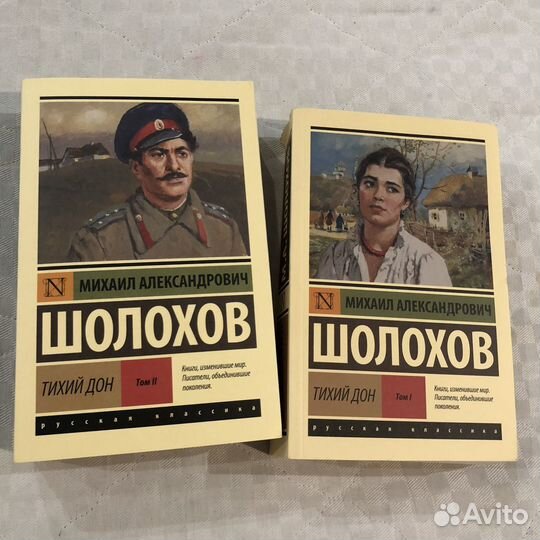 МИХАИЛ АЛЕКСАНДРОВИЧ
ШОЛОХОВ
ТИХИЙ ДОН
Том II
Книги, изменившие мир.
Писатели, объединившие
поколения.
русская классика
МИХАИЛ АЛЕКСАНДРОВИЧ
ШОЛОХОВ
ТИХИЙ ДОН
Том I
Книги, изменившие мир.
Писатели, объединившие
поколения.
русская классика
Avito